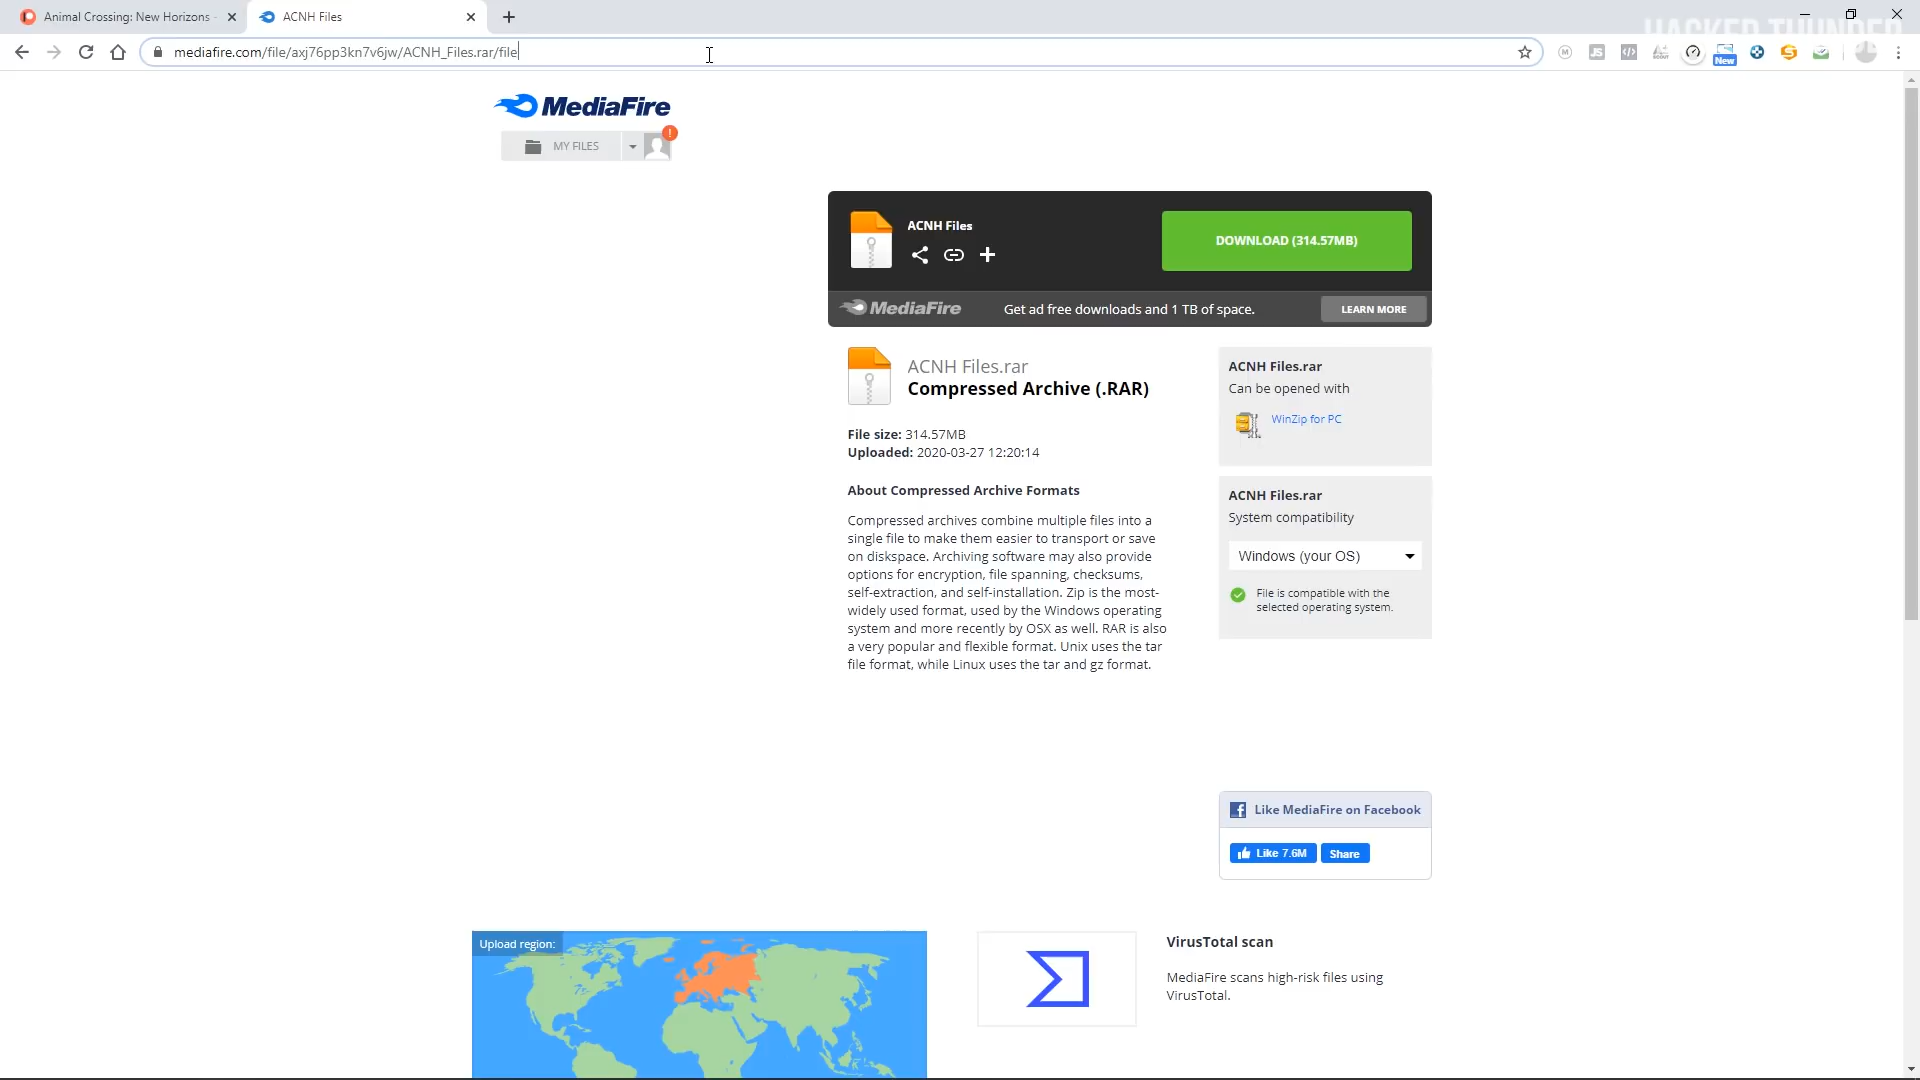 Animal Crossing: New Horizons -
ACNH Files
HACKER THUNDER
mediafire.com/file/axj76pp3kn7v6jw/ACNH_Files.rar/file
M
JS
New
MediaFire
MY FILES
!
ACNH Files
DOWNLOAD (314.57MB)
MediaFire
Get ad free downloads and 1 TB of space.
LEARN MORE
ACNH Files.rar
Compressed Archive (.RAR)
File size: 314.57MB
Uploaded: 2020-03-27 12:20:14
About Compressed Archive Formats
Compressed archives combine multiple files into a
single file to make them easier to transport or save
on diskspace. Archiving software may also provide
options for encryption, file spanning, checksums,
self-extraction, and self-installation. Zip is the most-
widely used format, used by the Windows operating
system and more recently by OSX as well. RAR is also
a very popular and flexible format. Unix uses the tar
file format, while Linux uses the tar and gz format.
ACNH Files.rar
Can be opened with
WinZip for PC
ACNH Files.rar
System compatibility
Windows (your OS)
File is compatible with the
selected operating system.
Like MediaFire on Facebook
Like 7.6M
Share
Upload region:
VirusTotal scan
MediaFire scans high-risk files using
VirusTotal.